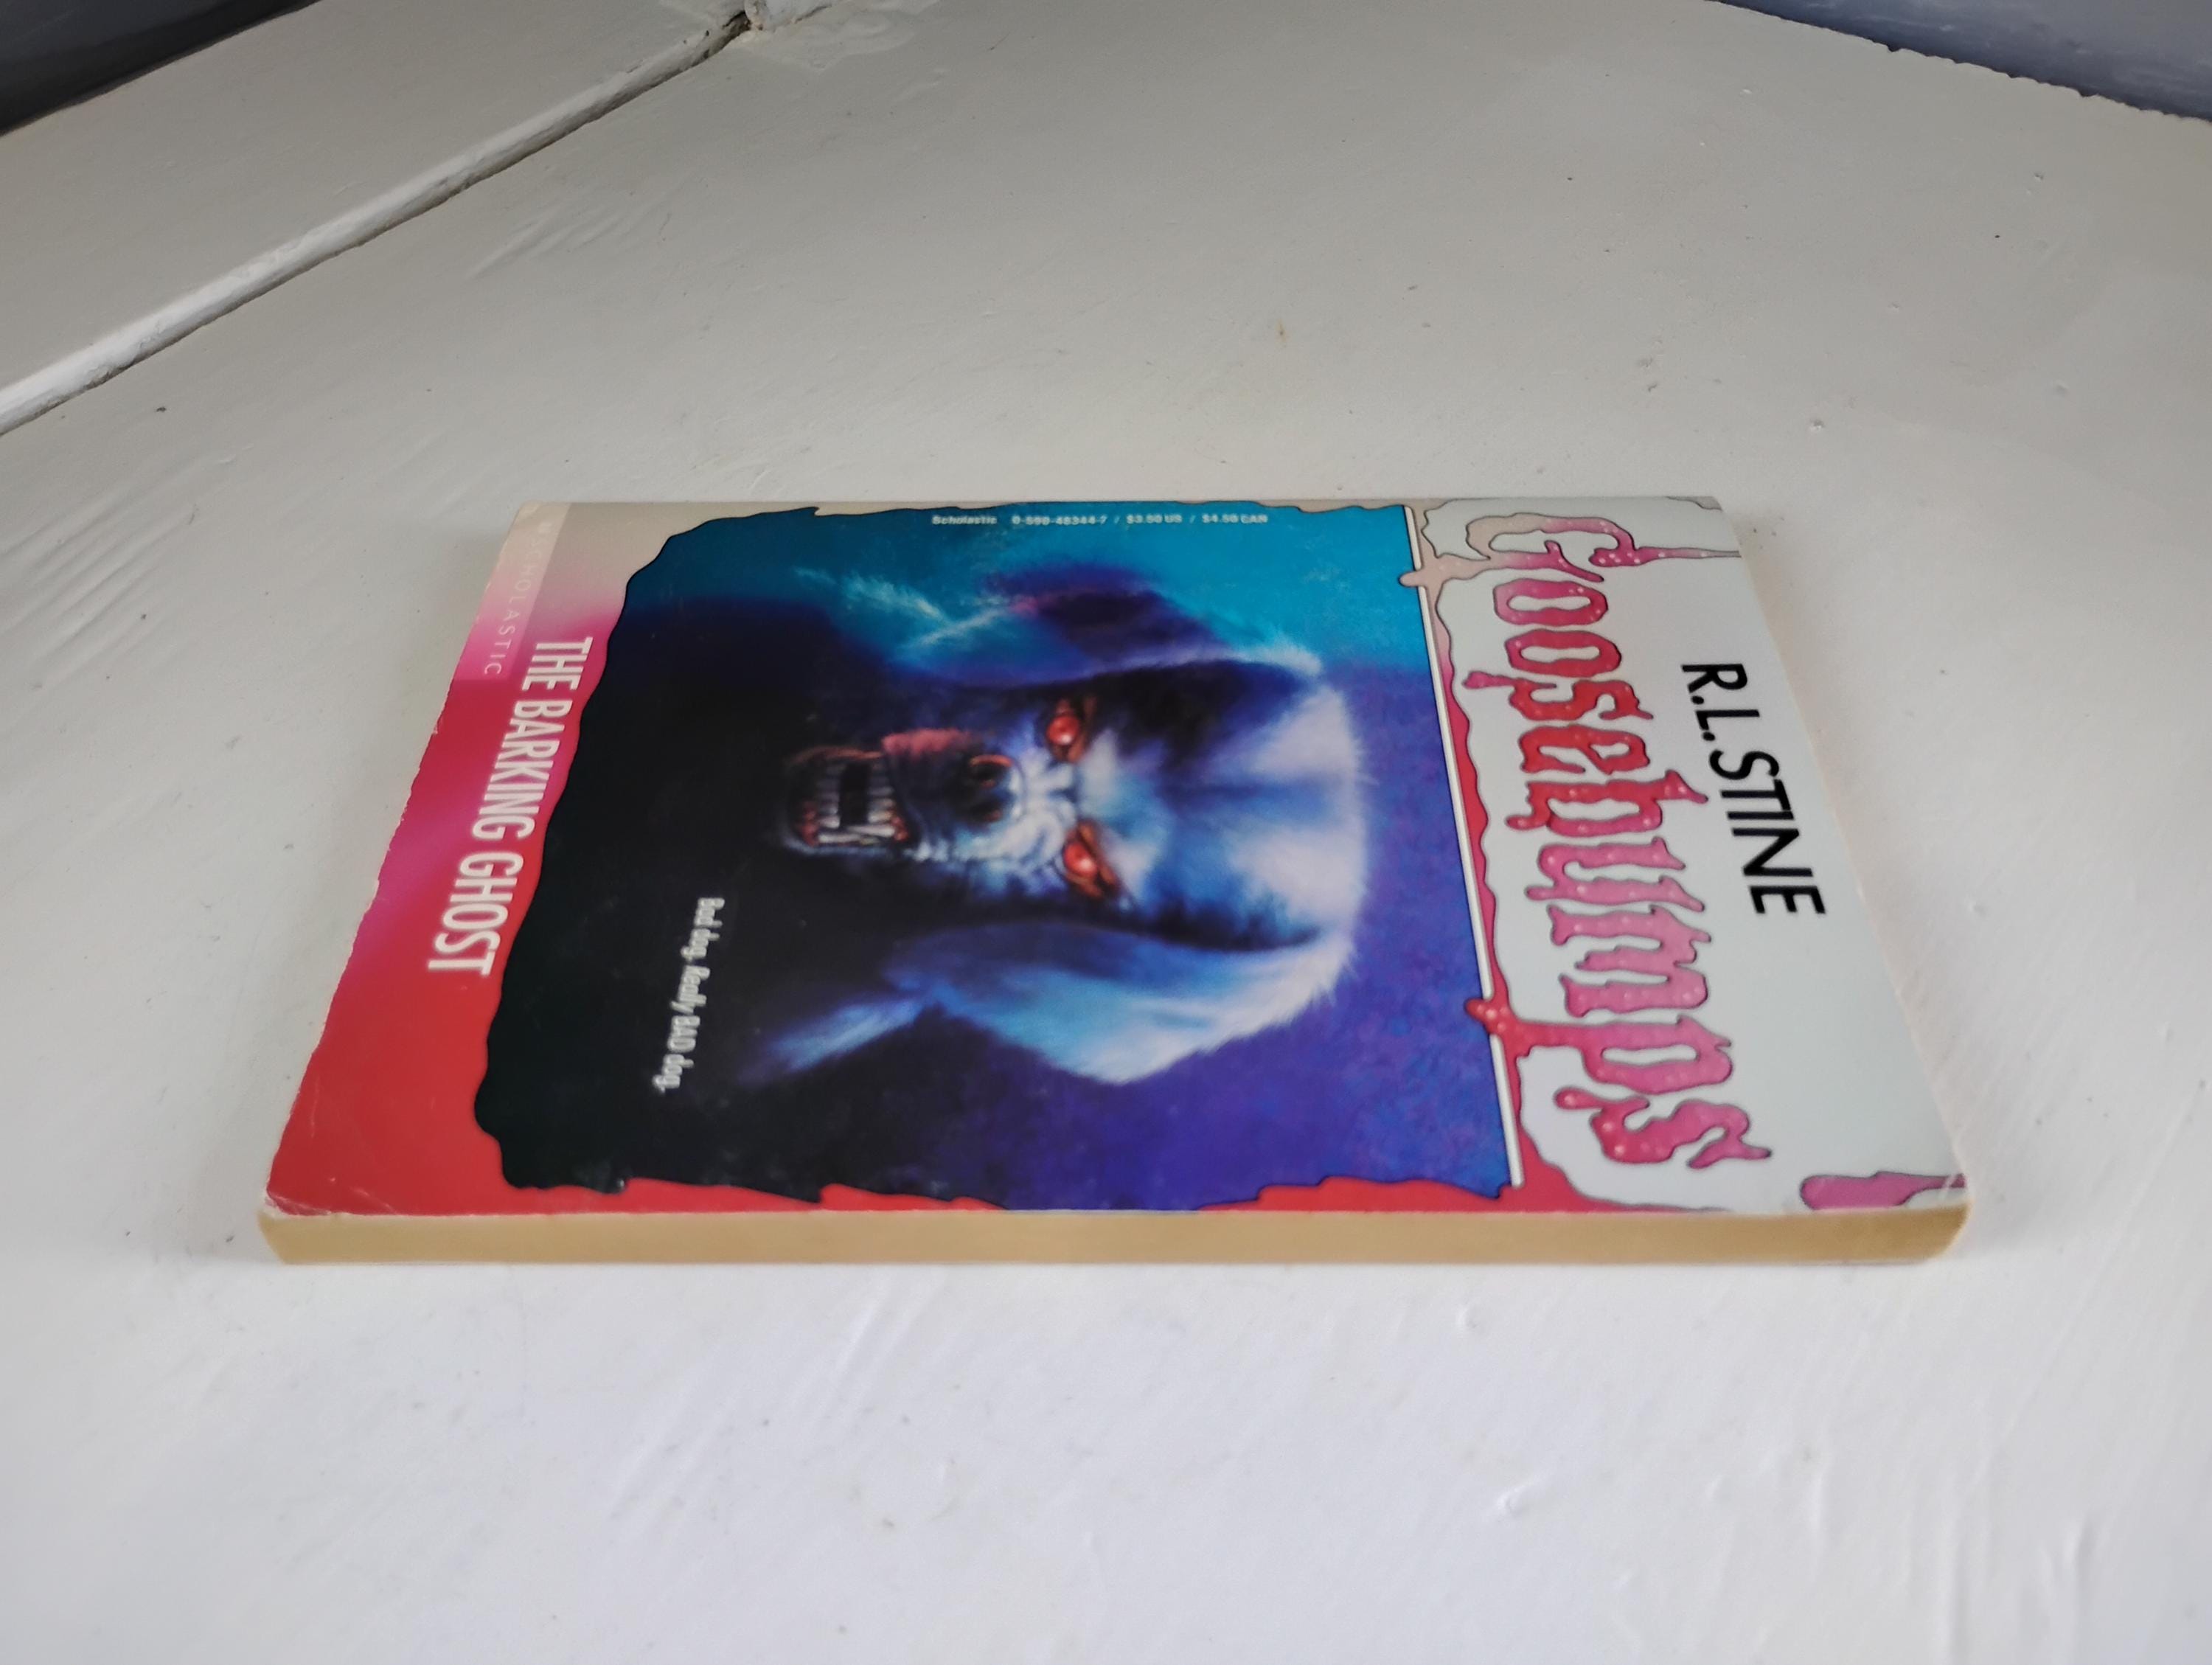 R.L. STINE
Goosebumps
Scholastic 0-590-48344-7 / $3.50 US / $4.50 CAN
Bad dog. Really BAD dog.
THE BARKING GHOST
SCHOLASTIC